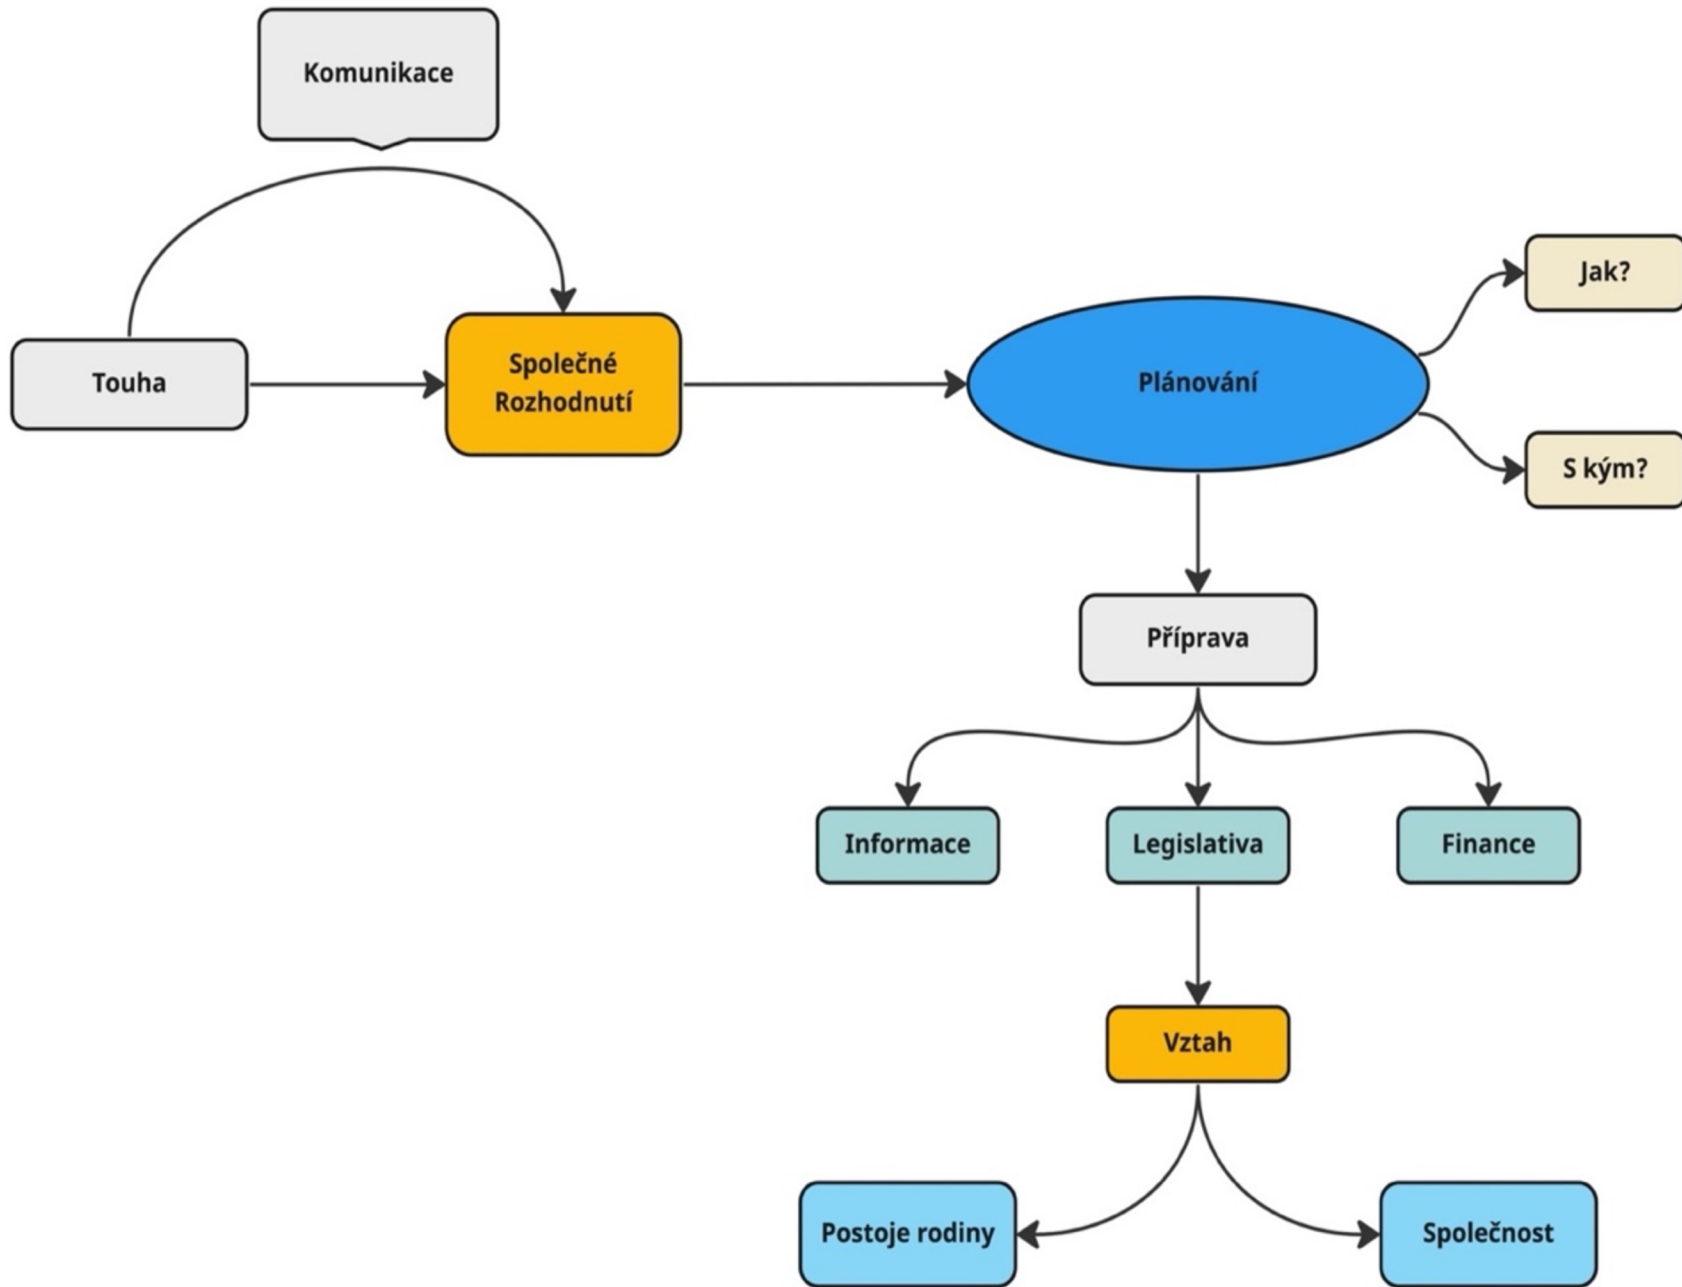 Komunikace
Touha
Společné
Rozhodnutí
Plánování
Jak?
S kým?
Příprava
Informace
Legislativa
Finance
Vztah
Postoje rodiny
Společnost